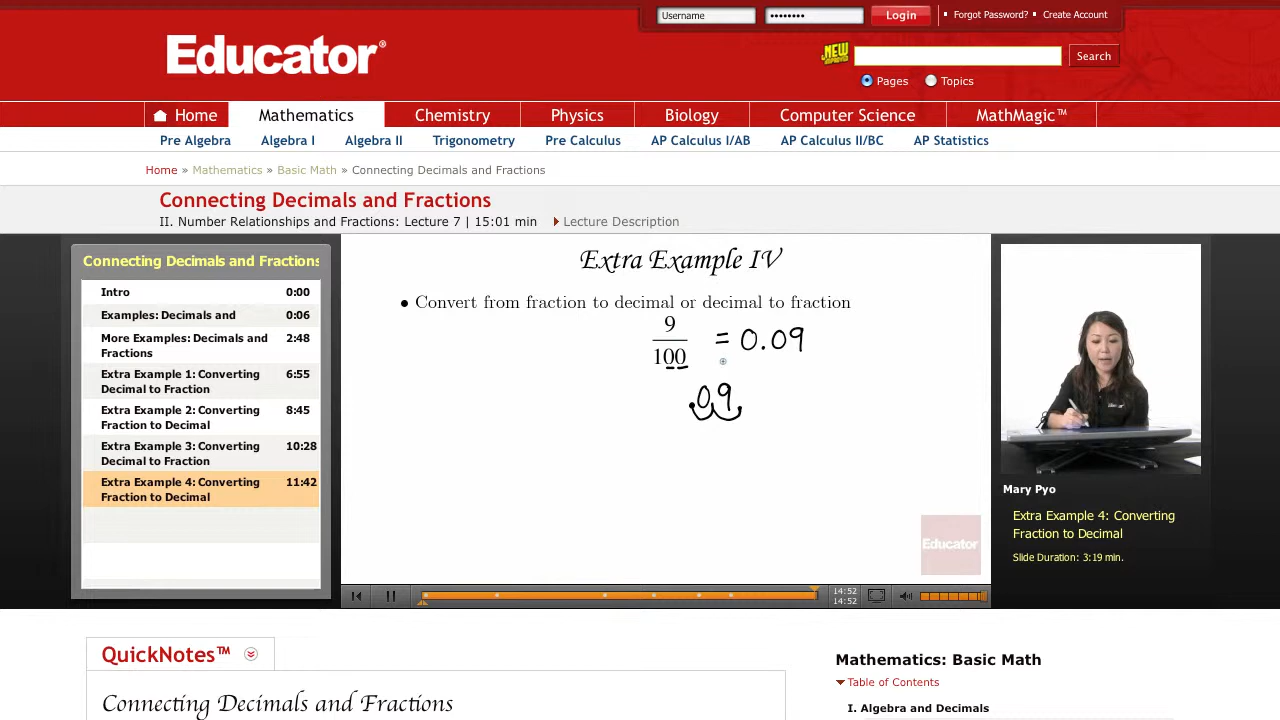 Username
••••••••
Login
Forgot Password?
Create Account
Educator®
NEW
Search
Pages
Topics
Home
Mathematics
Chemistry
Physics
Biology
Computer Science
MathMagic™
Pre Algebra
Algebra I
Algebra II
Trigonometry
Pre Calculus
AP Calculus I/AB
AP Calculus II/BC
AP Statistics
Home » Mathematics » Basic Math » Connecting Decimals and Fractions
Connecting Decimals and Fractions
II. Number Relationships and Fractions: Lecture 7 | 15:01 min
Lecture Description
Connecting Decimals and Fractions
Intro 0:00
Examples: Decimals and 0:06
More Examples: Decimals and 2:48
Fractions
Extra Example 1: Converting 6:55
Decimal to Fraction
Extra Example 2: Converting 8:45
Fraction to Decimal
Extra Example 3: Converting 10:28
Decimal to Fraction
Extra Example 4: Converting 11:42
Fraction to Decimal
Extra Example IV
• Convert from fraction to decimal or decimal to fraction
9
100
= 0.09
.09
Educator
14:52
14:52
Mary Pyo
Extra Example 4: Converting
Fraction to Decimal
Slide Duration: 3:19 min.
QuickNotes™
Connecting Decimals and Fractions
Mathematics: Basic Math
Table of Contents
I. Algebra and Decimals